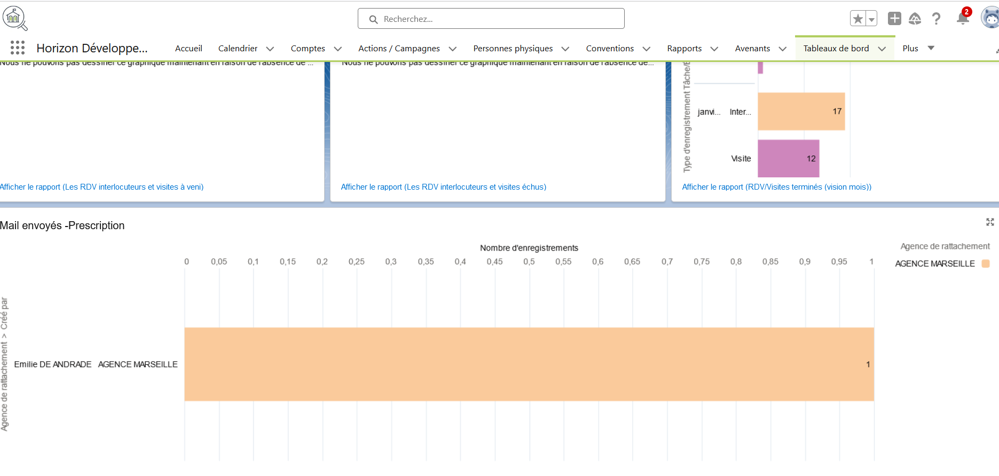 Recherchez...
2
Horizon Développe...
Accueil
Calendrier
Comptes
Actions / Campagnes
Personnes physiques
Conventions
Rapports
Avenants
Tableaux de bord
Plus
Nous ne pouvons pas dessiner ce graphique maintenant en raison de l'absence de ...
Nous ne pouvons pas dessiner ce graphique maintenant en raison de l'absence de...
Type d'enregistrement Tâche/É
janvi...
Inter...
17
Visite
12
Afficher le rapport (Les RDV interlocuteurs et visites à veni)
Afficher le rapport (Les RDV interlocuteurs et visites échus)
Afficher le rapport (RDV/Visites terminés (vision mois))
Mail envoyés -Prescription
Nombre d'enregistrements
0 0,05 0,1 0,15 0,2 0,25 0,3 0,35 0,4 0,45 0,5 0,55 0,6 0,65 0,7 0,75 0,8 0,85 0,9 0,95 1
Agence de rattachement
AGENCE MARSEILLE
Agence de rattachement > Créé par
Emilie DE ANDRADE AGENCE MARSEILLE
1